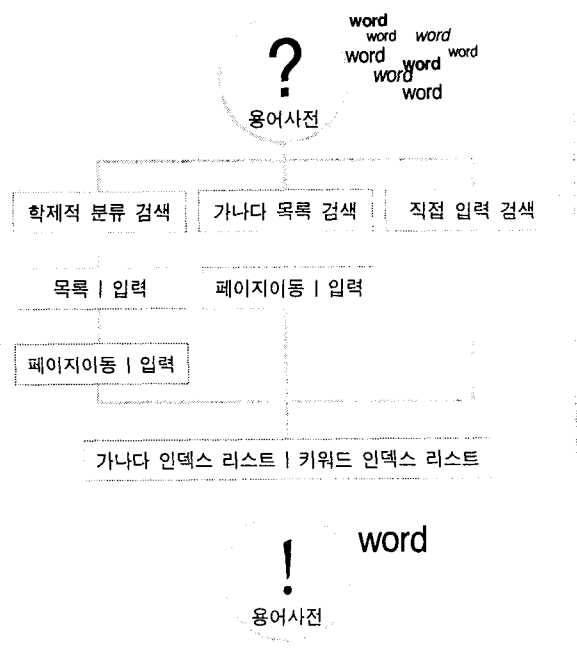 word
word word
word word
word
word
word
?
용어사전
학제적 분류 검색 가나다 목록 검색 직접 입력 검색
목록 | 입력 페이지이동 | 입력
페이지이동 | 입력
가나다 인덱스 리스트 | 키워드 인덱스 리스트
word
!
용어사전